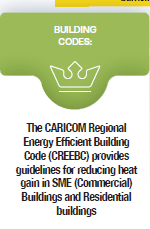 BUILDING
CODES:
The CARICOM Regional
Energy Efficient Building
Code (CREEBC) provides
guidelines for reducing heat
gain in SME (Commercial)
Buildings and Residential
buildings